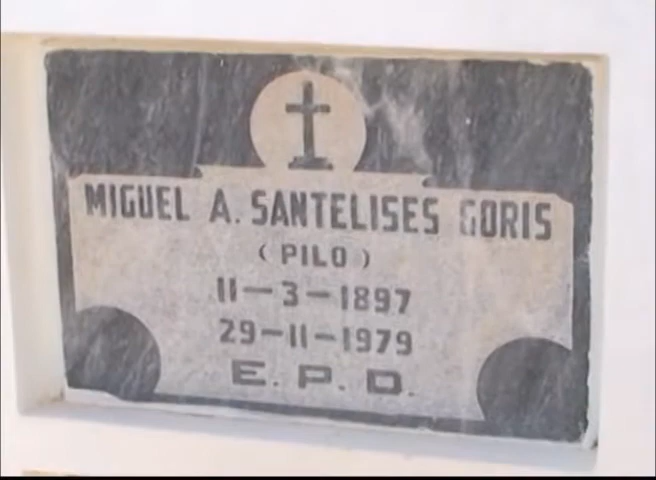 MIGUEL A. SANTELISES GORIS
( PILO )
11-3-1897
29-11-1979
E. P. D.